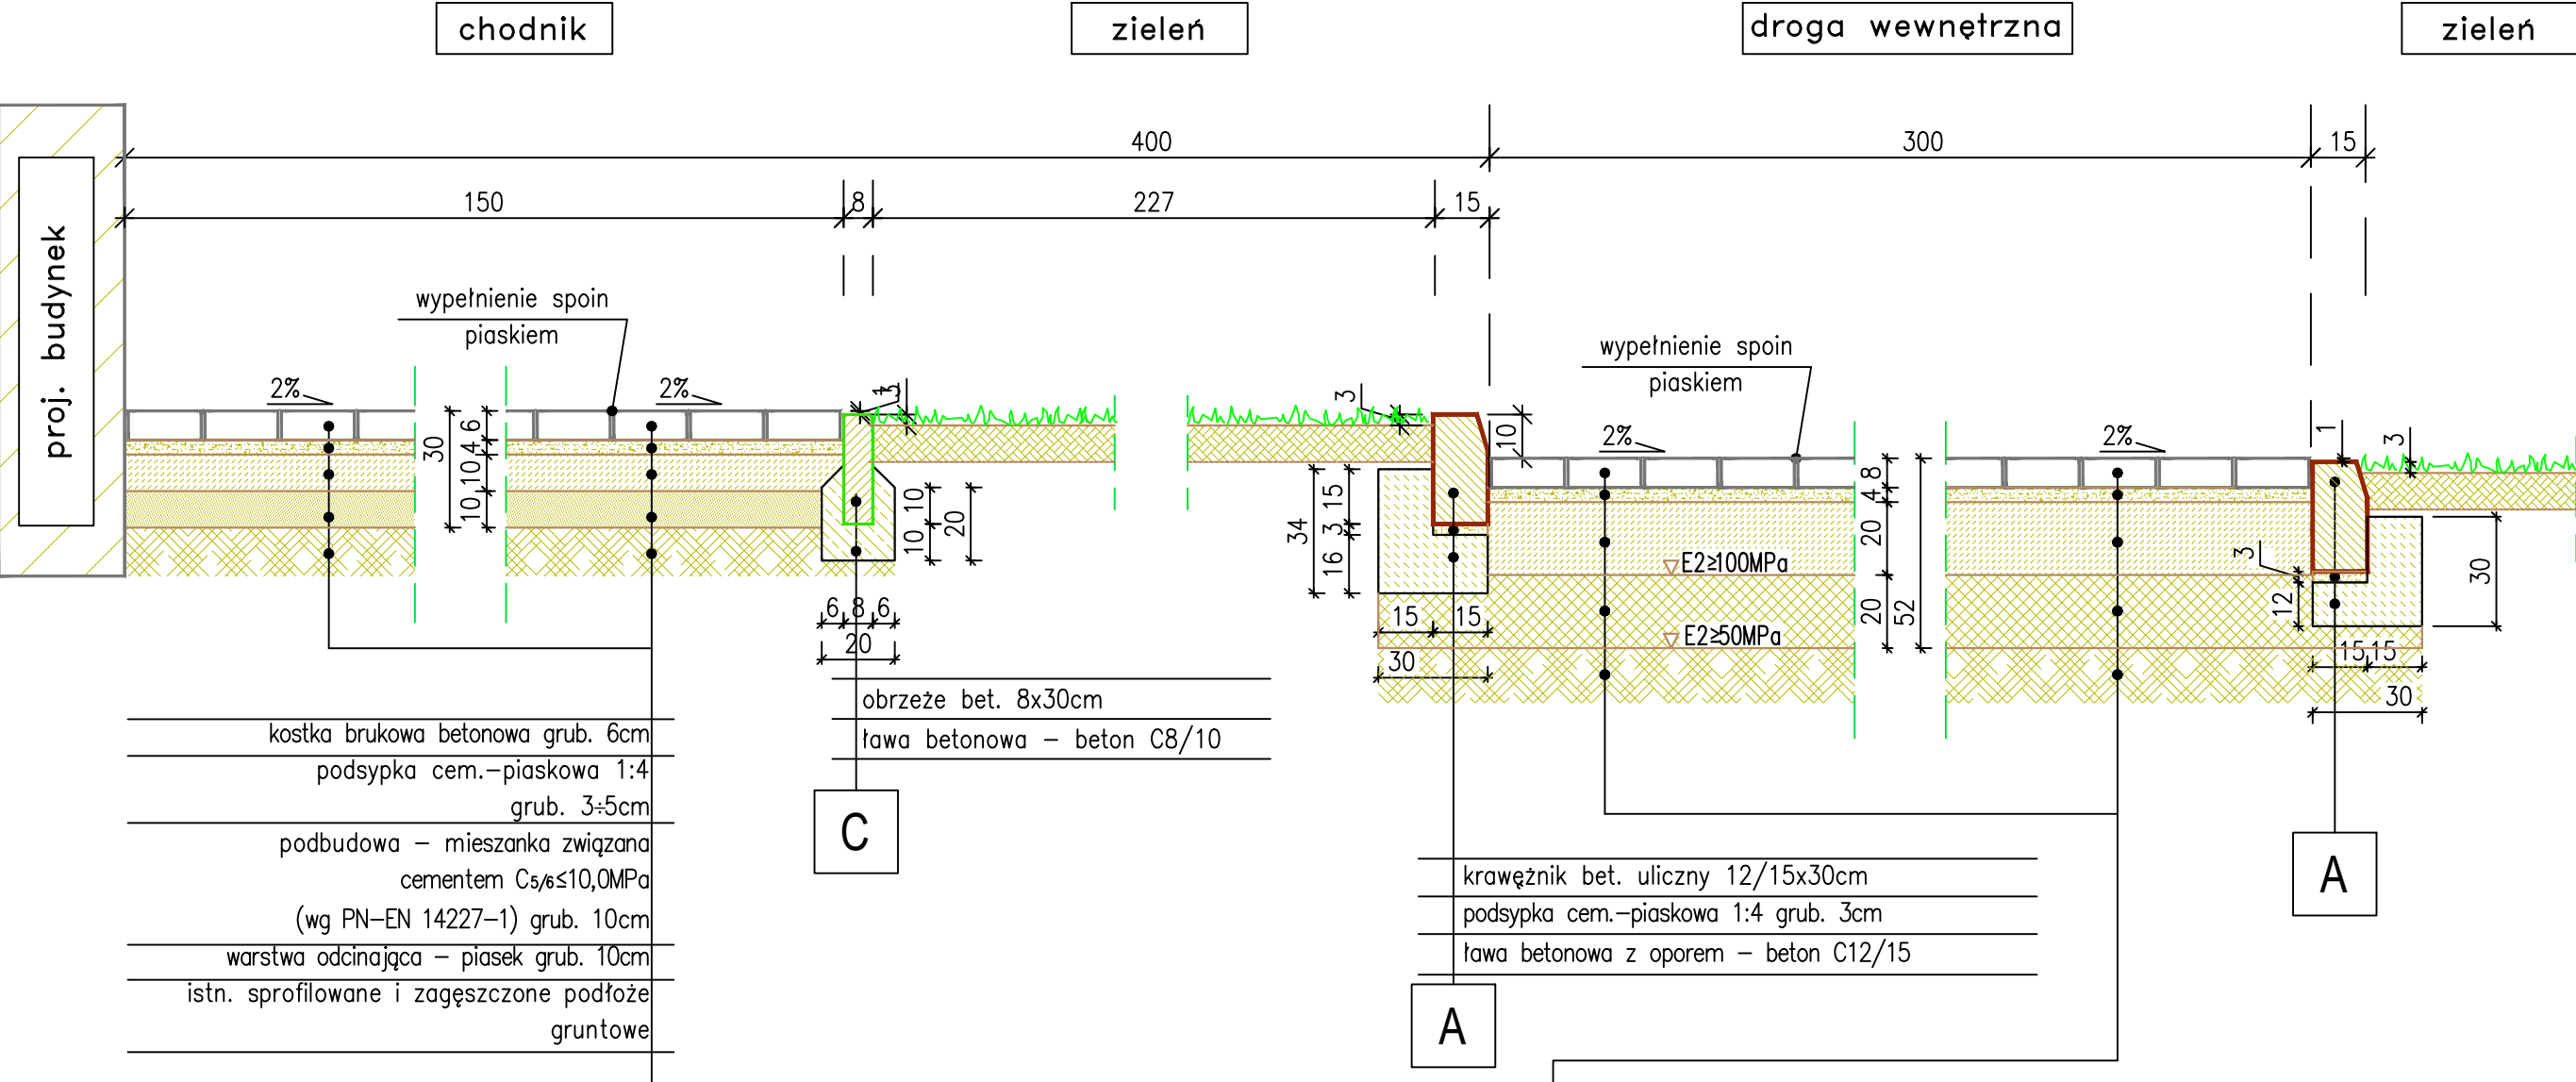 chodnik
zieleń
droga wewnętrzna
zieleń
400
300
15
150
8
227
15
proj. budynek
wypełnienie spoin
piaskiem
wypełnienie spoin
piaskiem
2%
2%
2%
2%
1
3
3
10
1
3
30
6
4
10
10
10
10
20
34
15
3
16
8
4
20
20
52
E2≥100MPa
E2≥50MPa
3
12
30
6
8
6
20
15
15
30
15
15
30
obrzeże bet. 8x30cm
ława betonowa – beton C8/10
C
kostka brukowa betonowa grub. 6cm
podsypka cem.–piaskowa 1:4
grub. 3÷5cm
podbudowa – mieszanka związana
cementem C5/6≤10,0MPa
(wg PN–EN 14227–1) grub. 10cm
warstwa odcinająca – piasek grub. 10cm
istn. sprofilowane i zagęszczone podłoże
gruntowe
krawężnik bet. uliczny 12/15x30cm
podsypka cem.–piaskowa 1:4 grub. 3cm
ława betonowa z oporem – beton C12/15
A
A